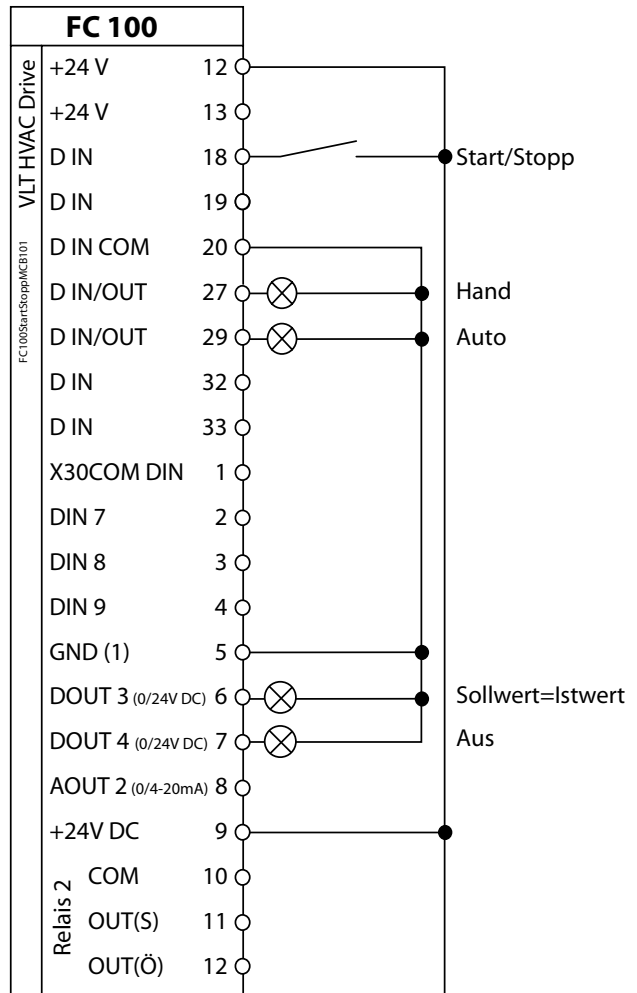 FC 100
VLT HVAC Drive
FC100StartStoppMCB101
+24 V 12
+24 V 13
D IN 18 Start/Stopp
D IN 19
D IN COM 20
D IN/OUT 27 Hand
D IN/OUT 29 Auto
D IN 32
D IN 33
X30COM DIN 1
DIN 7 2
DIN 8 3
DIN 9 4
GND (1) 5
DOUT 3 (0/24V DC) 6 Sollwert=Istwert
DOUT 4 (0/24V DC) 7 Aus
AOUT 2 (0/4-20mA) 8
+24V DC 9
Relais 2
COM 10
OUT(S) 11
OUT(Ö) 12